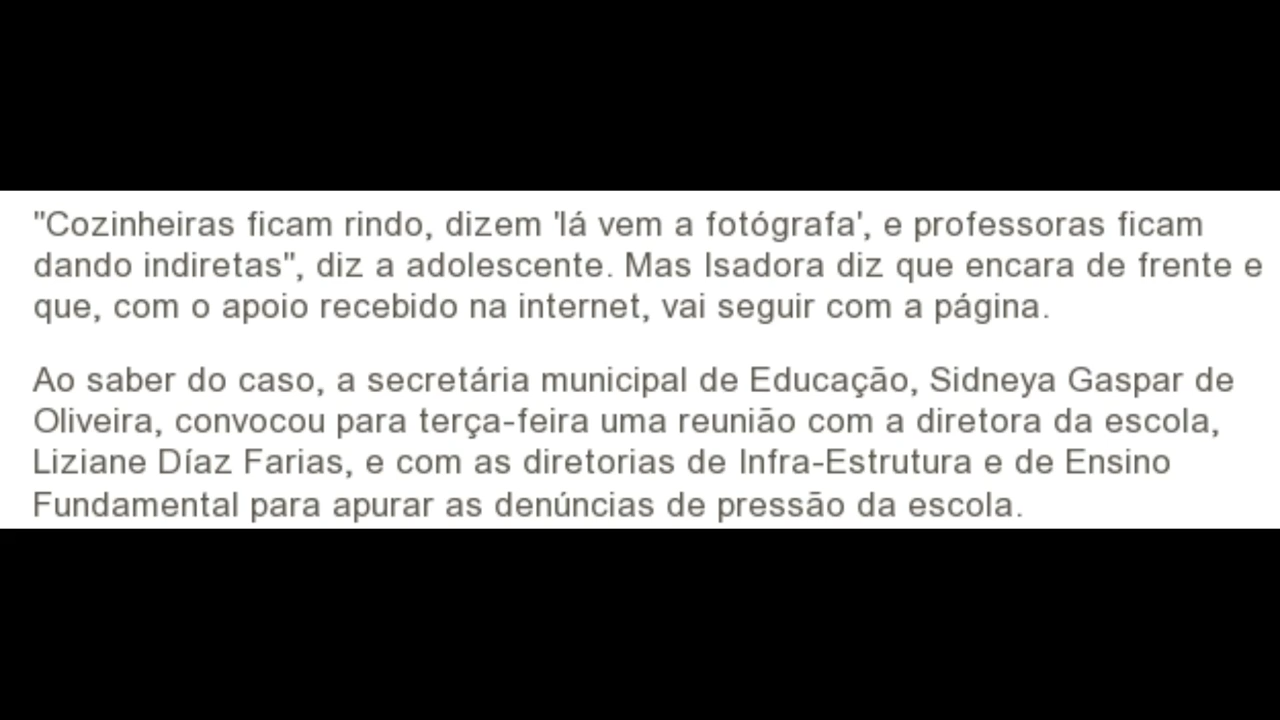 "Cozinheiras ficam rindo, dizem 'lá vem a fotógrafa', e professoras ficam
dando indiretas", diz a adolescente. Mas Isadora diz que encara de frente e
que, com o apoio recebido na internet, vai seguir com a página.
Ao saber do caso, a secretária municipal de Educação, Sidneya Gaspar de
Oliveira, convocou para terça-feira uma reunião com a diretora da escola,
Liziane Díaz Farias, e com as diretorias de Infra-Estrutura e de Ensino
Fundamental para apurar as denúncias de pressão da escola.